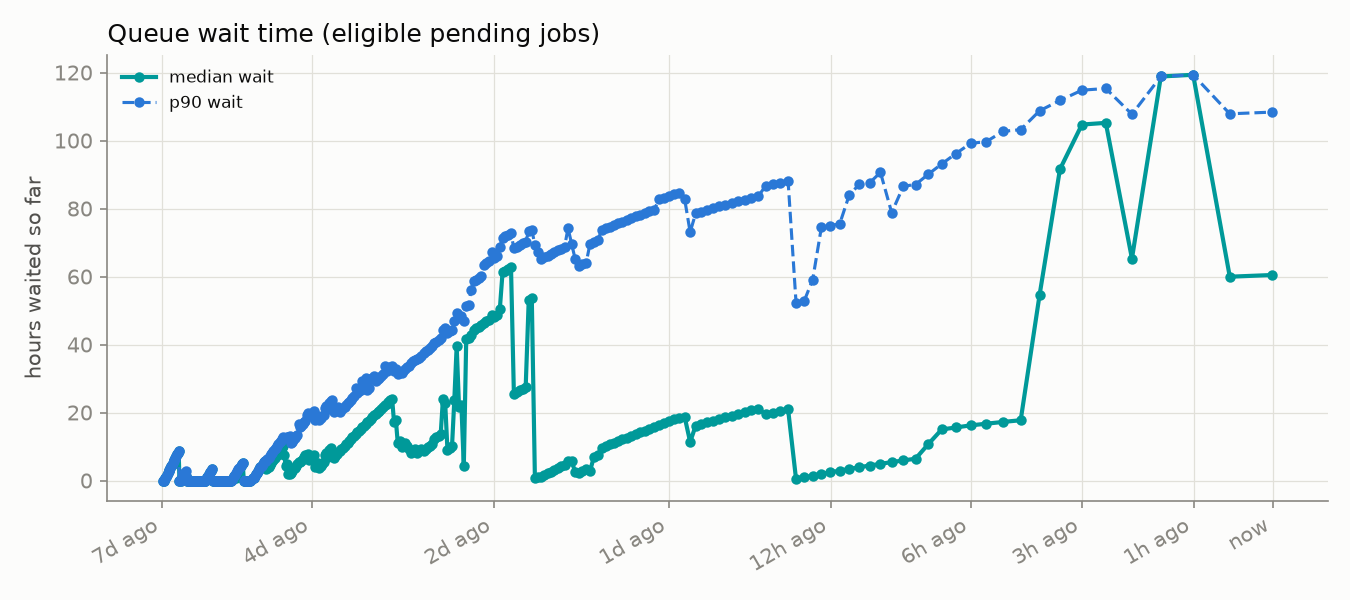 Queue wait time (eligible pending jobs)
median wait
p90 wait
hours waited so far
120
100
80
60
40
20
0
7d ago
4d ago
2d ago
1d ago
12h ago
6h ago
3h ago
1h ago
now